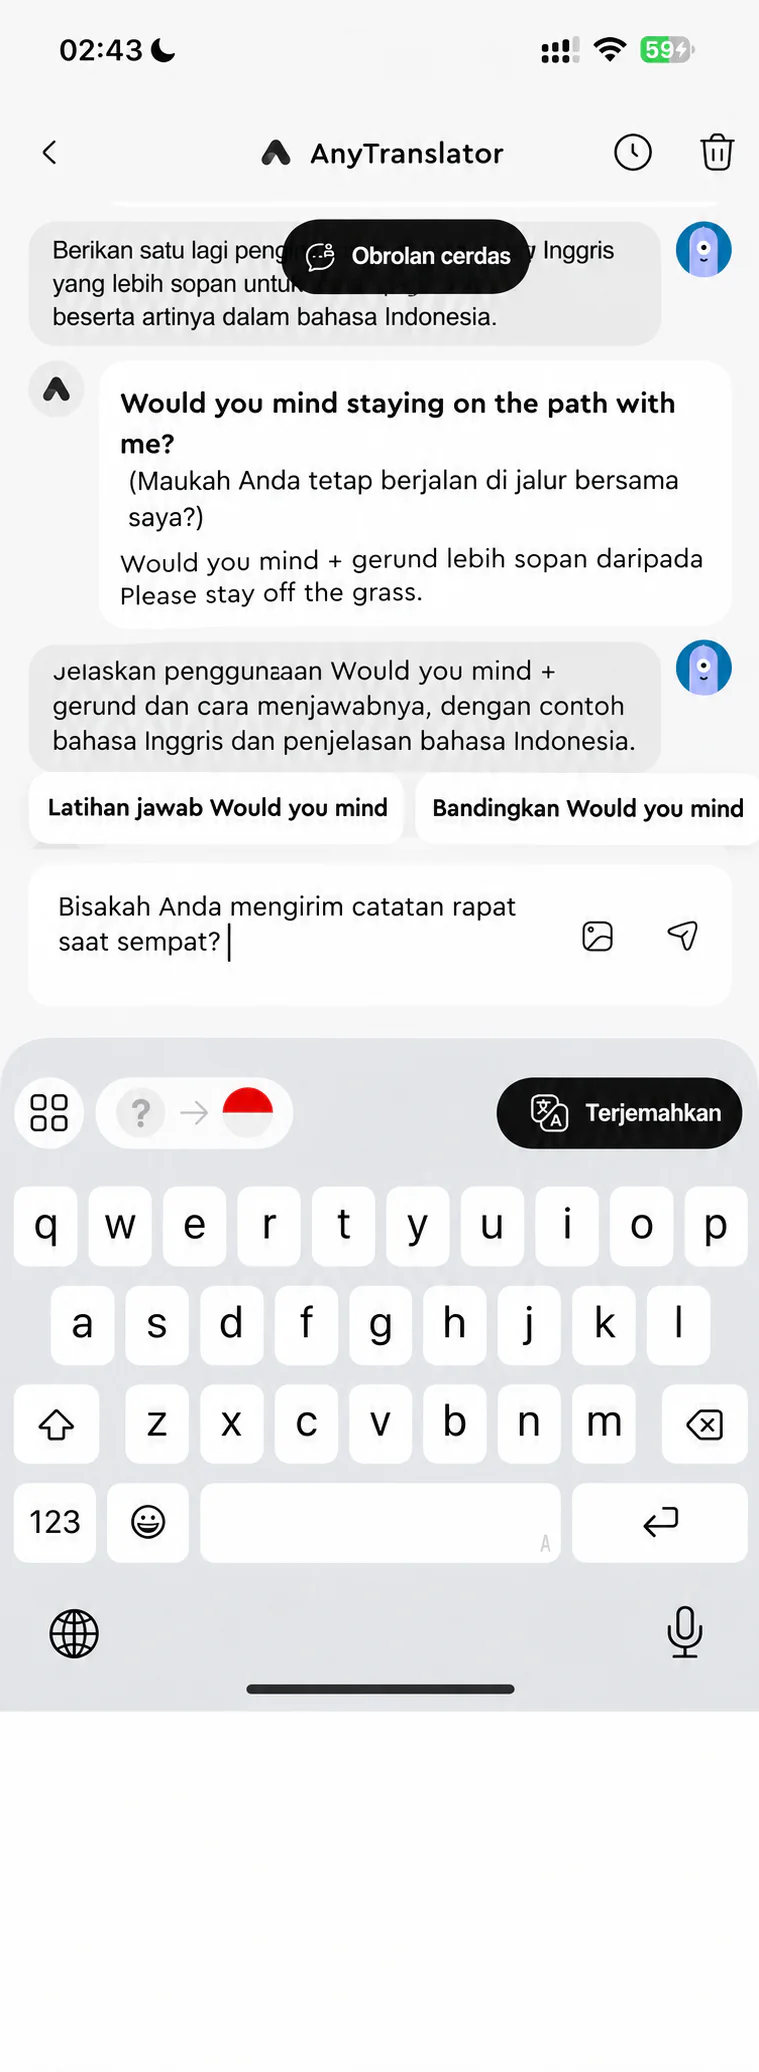 02:43
59
AnyTranslator
Berikan satu lagi Inggris
Obrolan cerdas
yang lebih sopan
beserta artinya dalam bahasa Indonesia.
Would you mind staying on the path with
me?
(Maukah Anda tetap berjalan di jalur bersama
saya?)
Would you mind + gerund lebih sopan daripada
Please stay off the grass.
Jelaskan penggunaaan Would you mind +
gerund dan cara menjawabnya, dengan contoh
bahasa Inggris dan penjelasan bahasa Indonesia.
Latihan jawab Would you mind
Bandingkan Would you mind
Bisakah Anda mengirim catatan rapat
saat sempat?
? →
Terjemahkan
q w e r t y u i o p
a s d f g h j k l
z x c v b n m
123
A